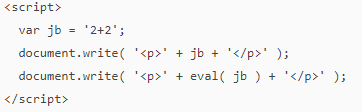 <script>
  var jb = '2+2';
  document.write( '<p>' + jb + '</p>' );
  document.write( '<p>' + eval( jb ) + '</p>' );
</script>